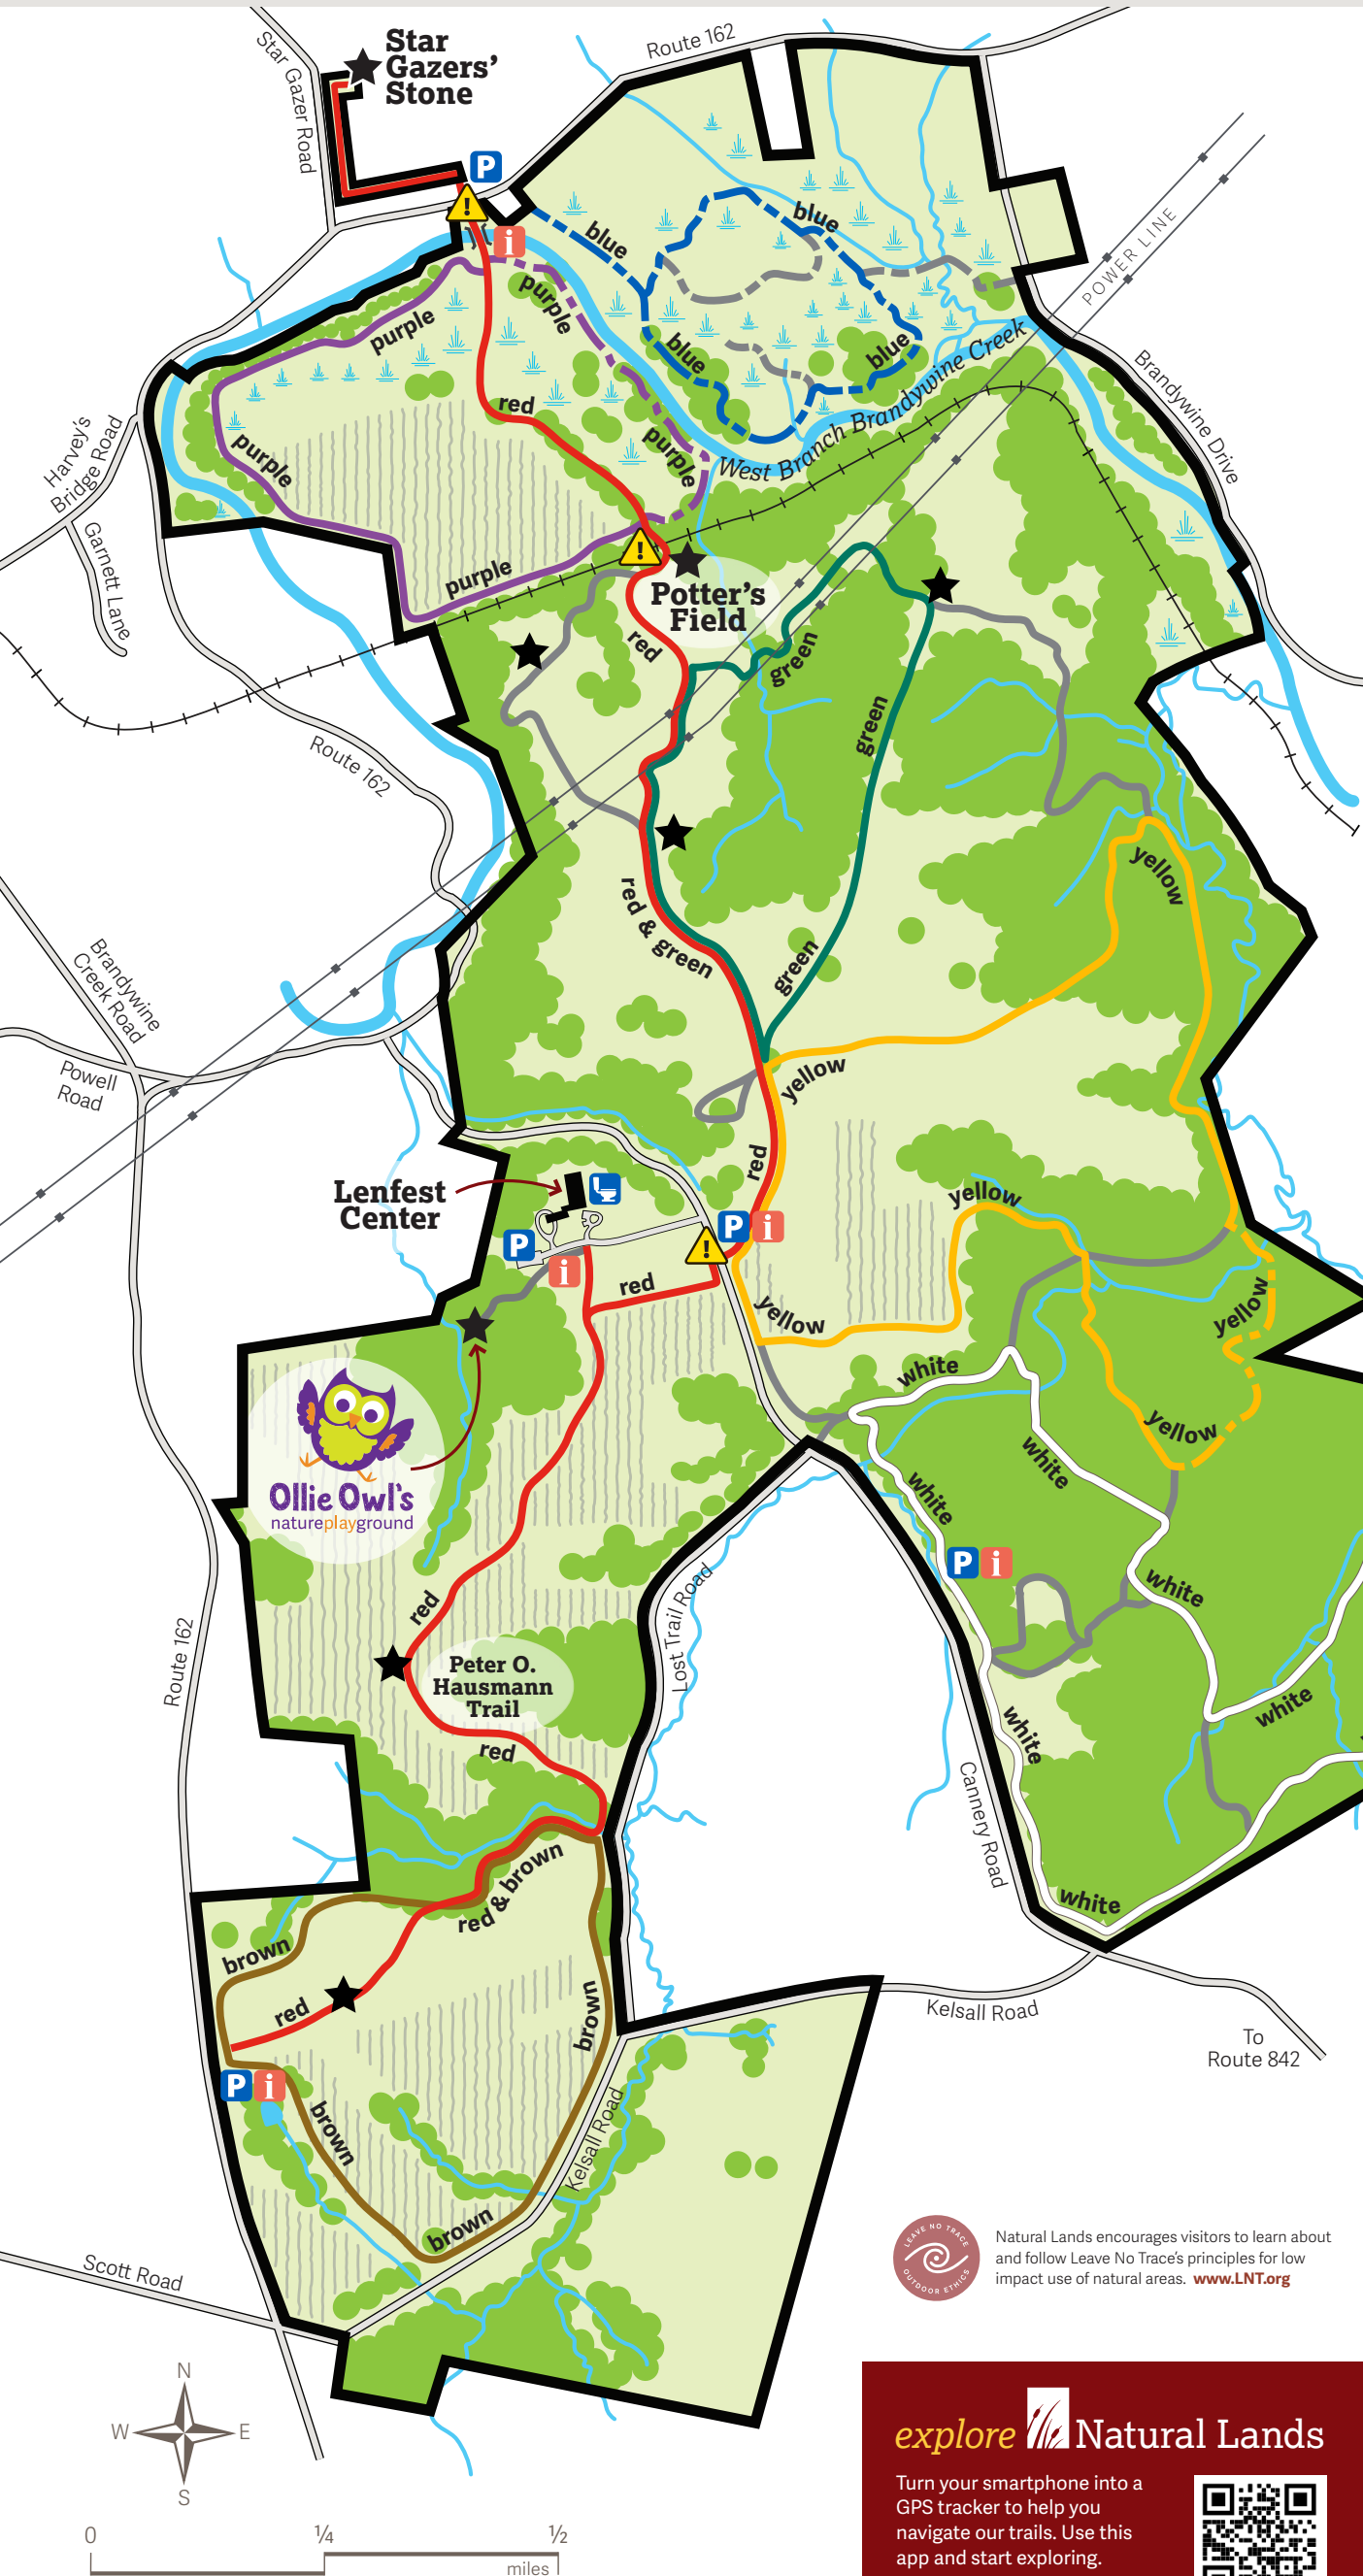 Star
Gazers'
Stone
Star Gazer Road
Route 162
P
!
i
blue
blue
purple
purple
blue
blue
POWER LINE
West Branch Brandywine Creek
Brandywine Drive
Harvey's
Bridge Road
Garnett Lane
purple
red
purple
purple
!
Potter's
Field
red
green
green
Route 162
red & green
green
yellow
Brandywine
Creek Road
Powell
Road
yellow
red
Lenfest
Center
P
i
P
i
!
red
yellow
yellow
yellow
yellow
white
white
white
Ollie Owl's
natureplayground
P
i
white
white
red
Lost Trail Road
Route 162
Peter O.
Hausmann
Trail
red
white
Cannery Road
white
red & brown
brown
red
brown
Kelsall Road
To
Route 842
P
i
brown
Kelsall Road
brown
Scott Road
LEAVE NO TRACE
OUTDOOR ETHICS
Natural Lands encourages visitors to learn about
and follow Leave No Trace's principles for low
impact use of natural areas. www.LNT.org
N
W
E
S
0
¼
½
miles
explore Natural Lands
Turn your smartphone into a
GPS tracker to help you
navigate our trails. Use this
app and start exploring.